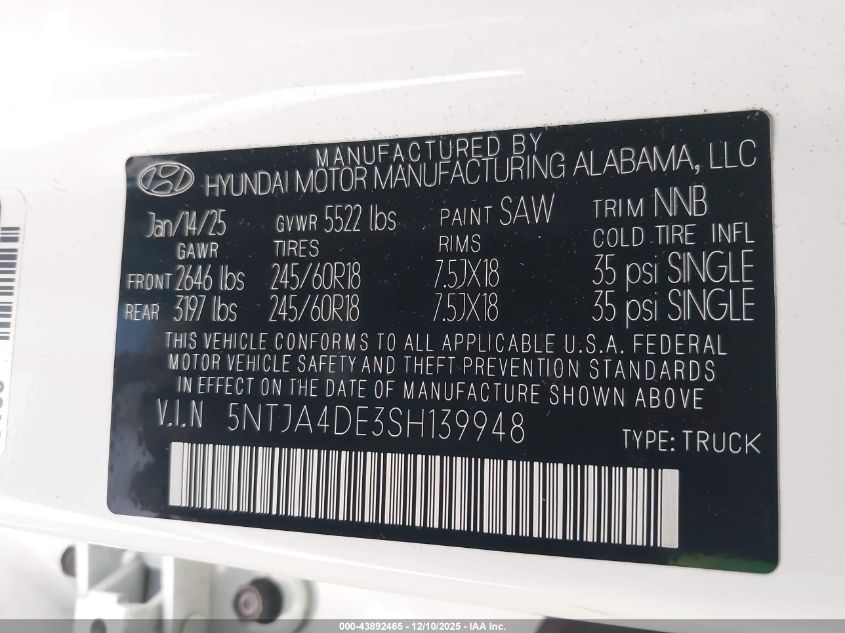 MANUFACTURED BY
HYUNDAI MOTOR MANUFACTURING ALABAMA, LLC
Jan/14/25 GVWR 5522 lbs PAINT SAW TRIM NNB
GAWR TIRES RIMS COLD TIRE INFL
FRONT 2646 lbs 245/60R18 7.5JX18 35 psi SINGLE
REAR 3197 lbs 245/60R18 7.5JX18 35 psi SINGLE
THIS VEHICLE CONFORMS TO ALL APPLICABLE U.S.A. FEDERAL
MOTOR VEHICLE SAFETY AND THEFT PREVENTION STANDARDS
IN EFFECT ON THE DATE OF MANUFACTURE SHOWN ABOVE
V.I.N 5NTJA4DE3SH139948
TYPE: TRUCK
000-43892465 - 12/10/2025 - IAA Inc.